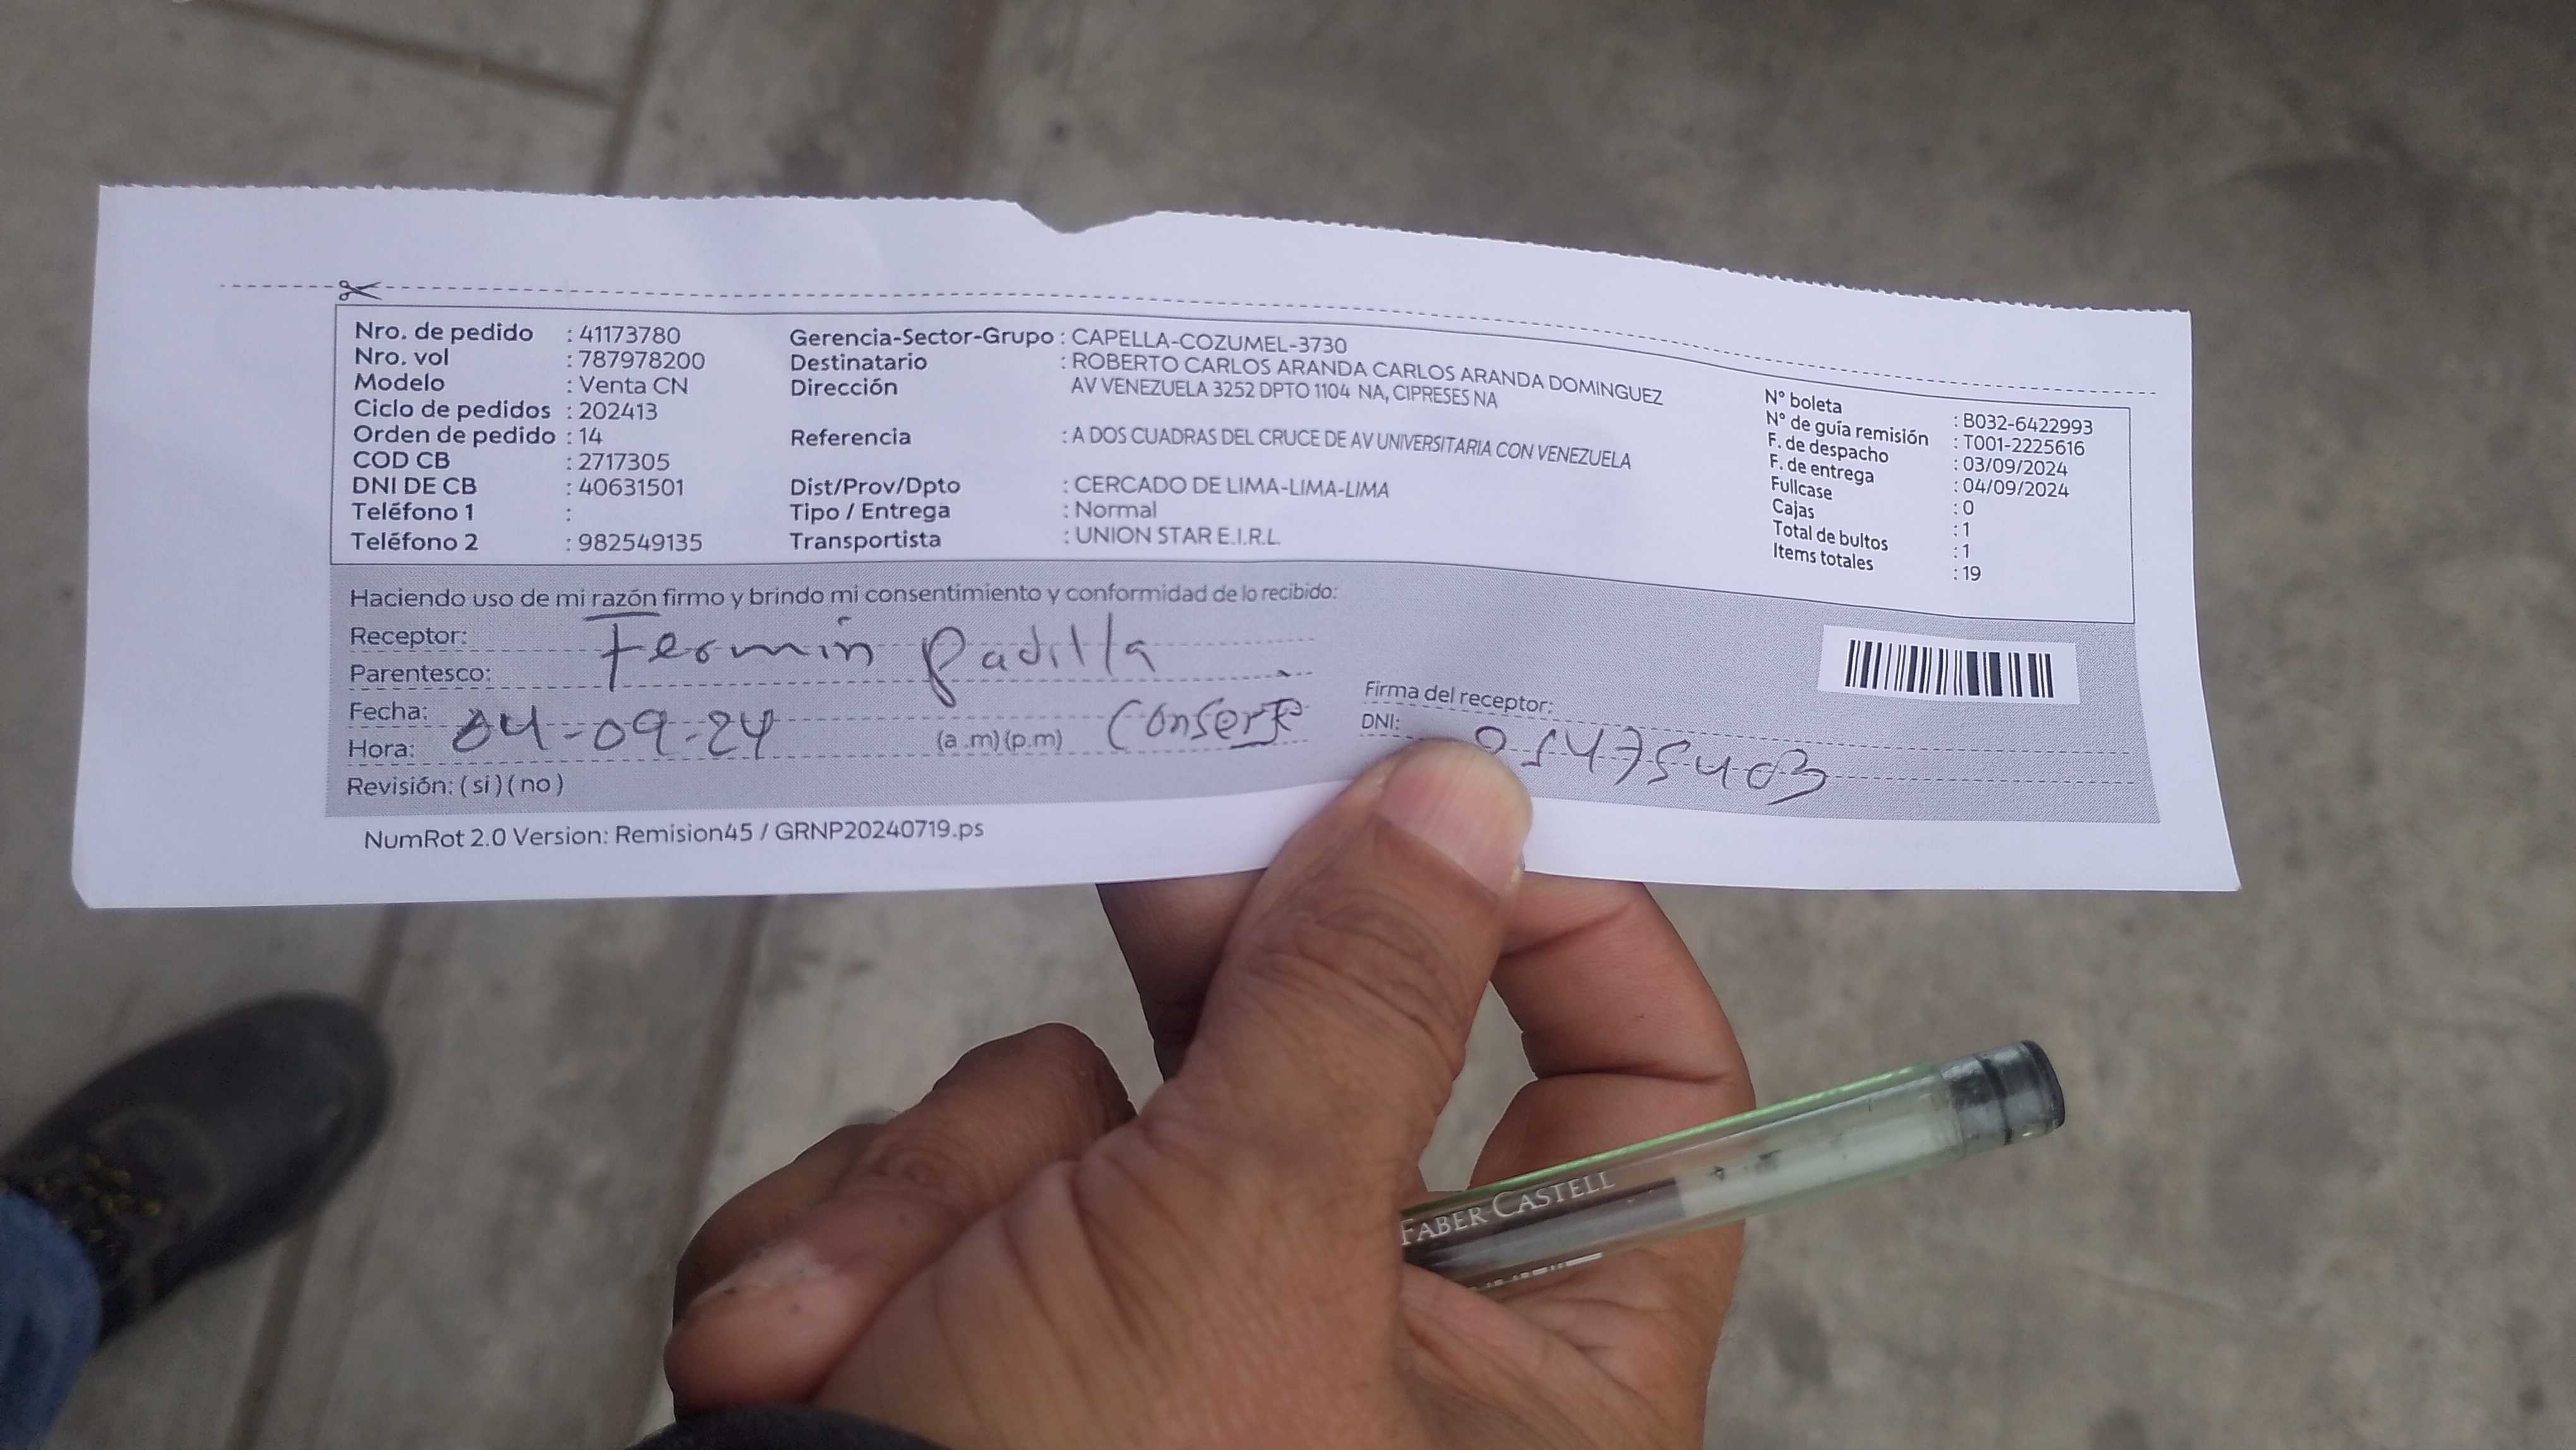 Nro. de pedido : 41173780
Nro. vol : 787978200
Modelo : Venta CN
Ciclo de pedidos : 202413
Orden de pedido : 14
COD CB : 2717305
DNI DE CB : 40631501
Teléfono 1 :
Teléfono 2 : 982549135
Gerencia-Sector-Grupo : CAPELLA-COZUMEL-3730
Destinatario : ROBERTO CARLOS ARANDA CARLOS ARANDA DOMINGUEZ
Dirección AV VENEZUELA 3252 DPTO 1104 NA, CIPRESES NA
Referencia : A DOS CUADRAS DEL CRUCE DE AV UNIVERSITARIA CON VENEZUELA
Dist/Prov/Dpto : CERCADO DE LIMA-LIMA-LIMA
Tipo / Entrega : Normal
Transportista : UNION STAR E.I.R.L.
N° boleta : B032-6422993
N° de guía remisión : T001-2225616
F. de despacho : 03/09/2024
F. de entrega : 04/09/2024
Fullcase : 0
Cajas : 1
Total de bultos : 1
Items totales : 19
Haciendo uso de mi razón firmo y brindo mi consentimiento y conformidad de lo recibido:
Receptor: Fermin Padilla
Parentesco:
Fecha: 04-09-24 Conserje
Hora: (a .m) (p.m)
Revisión: ( si ) ( no )
Firma del receptor:
DNI:
NumRot 2.0 Version: Remision45 / GRNP20240719.ps
FABER CASTELL